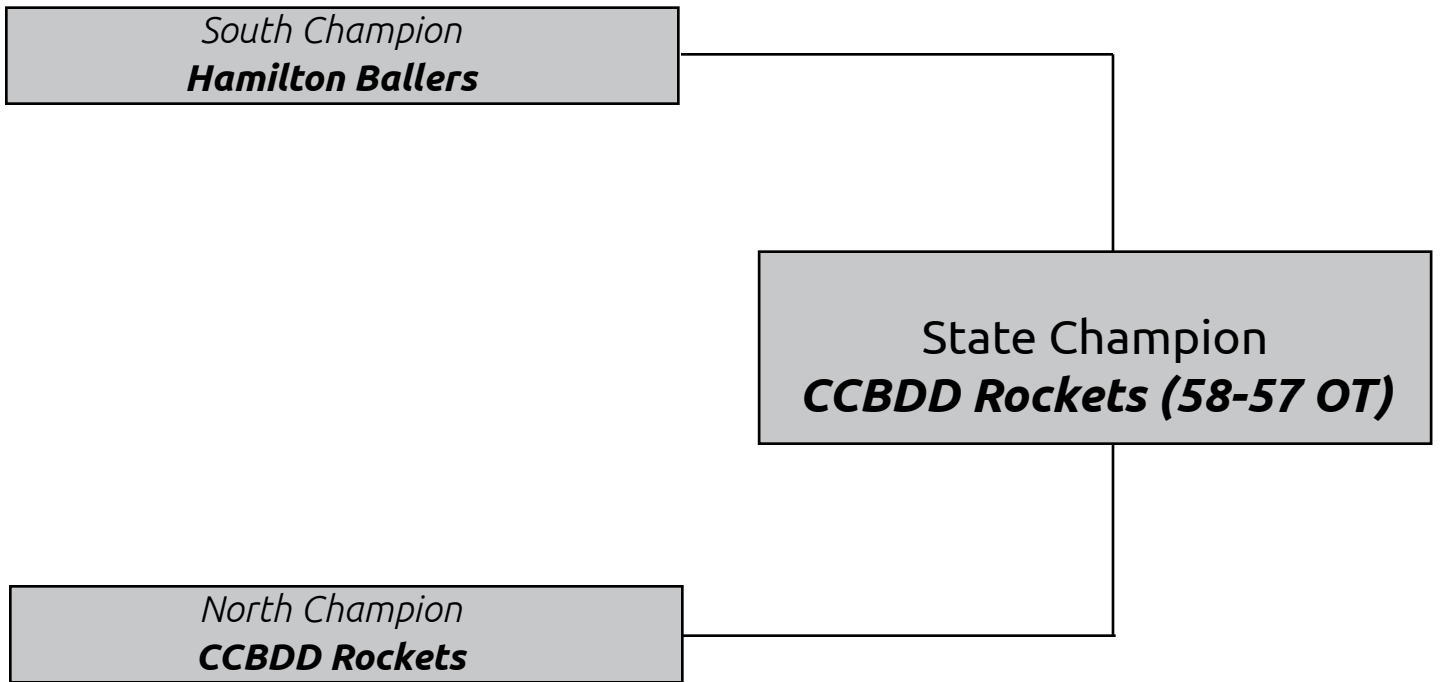 South Champion
Hamilton Ballers
State Champion
CCBDD Rockets (58-57 OT)
North Champion
CCBDD Rockets